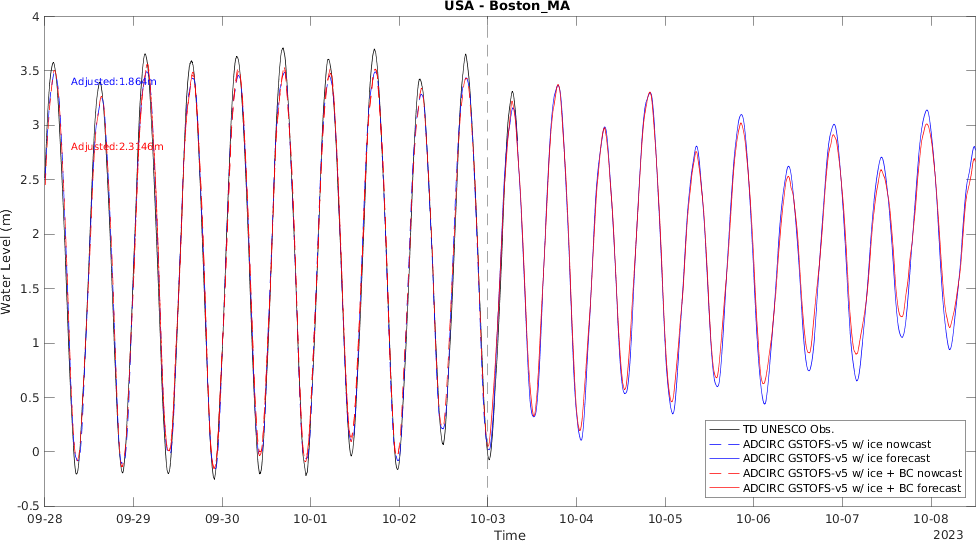 USA - Boston_MA
4
3.5
3
2.5
2
1.5
1
0.5
0
-0.5
Water Level (m)
Adjusted:1.864m
Adjusted:2.3146m
TD UNESCO Obs.
ADCIRC GSTOFS-v5 w/ ice nowcast
ADCIRC GSTOFS-v5 w/ ice forecast
ADCIRC GSTOFS-v5 w/ ice + BC nowcast
ADCIRC GSTOFS-v5 w/ ice + BC forecast
09-28 09-29 09-30 10-01 10-02 10-03 10-04 10-05 10-06 10-07 10-08
Time
2023